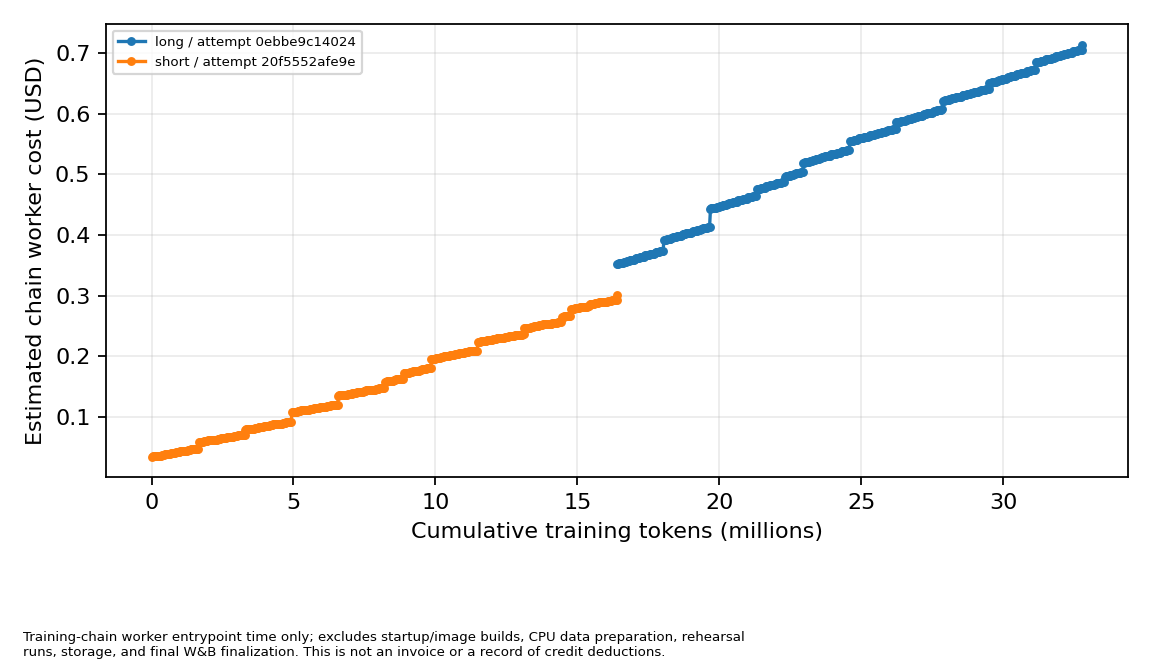 long / attempt 0ebbe9c14024
short / attempt 20f5552afe9e
Estimated chain worker cost (USD)
0.7
0.6
0.5
0.4
0.3
0.2
0.1
0
5
10
15
20
25
30
Cumulative training tokens (millions)
Training-chain worker entrypoint time only; excludes startup/image builds, CPU data preparation, rehearsal
runs, storage, and final W&B finalization. This is not an invoice or a record of credit deductions.